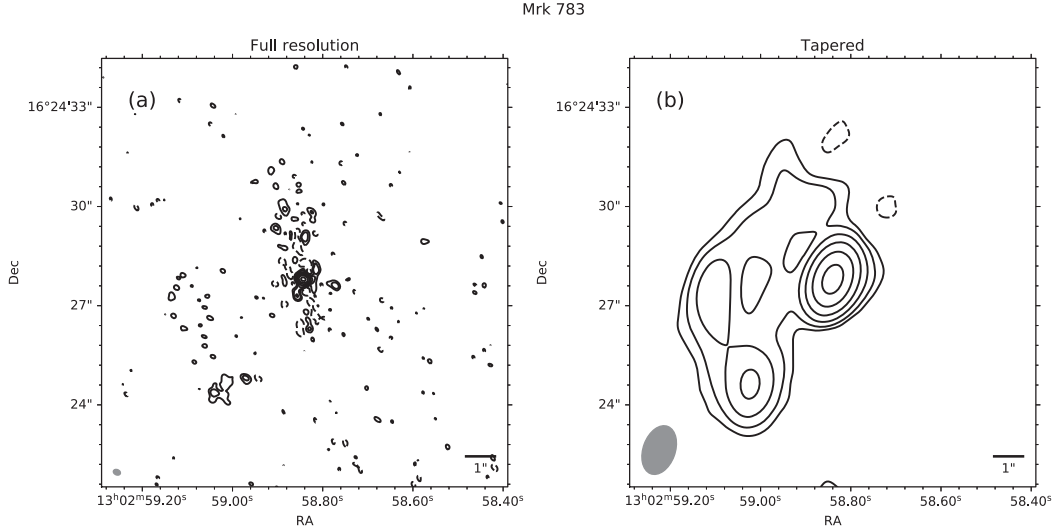 Mrk 783
Full resolution
(a)
16°24'33"
30"
27"
24"
Dec
1"
13ʰ02ᵐ59.20ˢ
59.00ˢ
58.80ˢ
58.60ˢ
58.40ˢ
RA
Tapered
(b)
16°24'33"
30"
27"
24"
Dec
1"
13ʰ02ᵐ59.20ˢ
59.00ˢ
58.80ˢ
58.60ˢ
58.40ˢ
RA